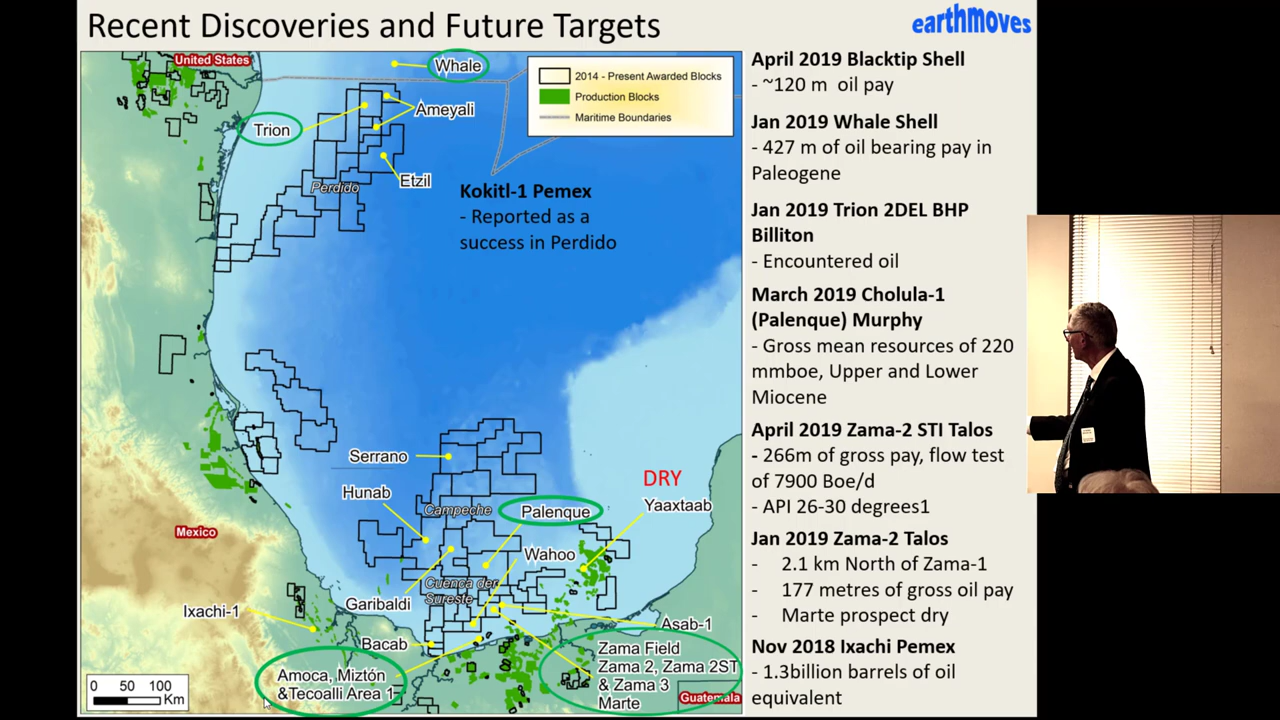 Recent Discoveries and Future Targets
earthmoves
United States
Whale
2014 - Present Awarded Blocks
Production Blocks
Maritime Boundaries
Ameyali
Trion
Etzil
Perdido
Kokitl-1 Pemex
- Reported as a
success in Perdido
Serrano
DRY
Hunab
Yaaxtaab
Campeche
Palenque
Mexico
Wahoo
Cuenca del
Sureste
Garibaldi
Ixachi-1
Asab-1
Bacab
Zama Field
Zama 2, Zama 2ST
& Zama 3
Marte
Amoca, Miztón
&Tecoalli Area 1
Guatemala
0 50 100
Km
April 2019 Blacktip Shell
- ~120 m oil pay
Jan 2019 Whale Shell
- 427 m of oil bearing pay in
Paleogene
Jan 2019 Trion 2DEL BHP
Billiton
- Encountered oil
March 2019 Cholula-1
(Palenque) Murphy
- Gross mean resources of 220
mmboe, Upper and Lower
Miocene
April 2019 Zama-2 STI Talos
- 266m of gross pay, flow test
of 7900 Boe/d
- API 26-30 degrees1
Jan 2019 Zama-2 Talos
- 2.1 km North of Zama-1
- 177 metres of gross oil pay
- Marte prospect dry
Nov 2018 Ixachi Pemex
- 1.3billion barrels of oil
equivalent